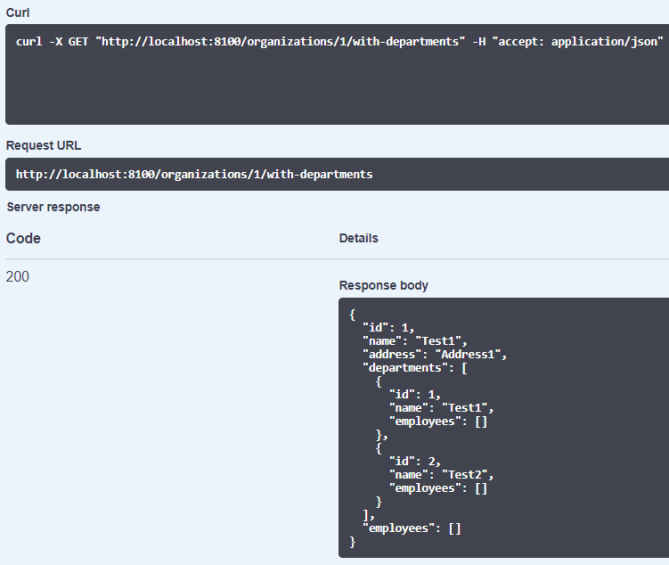 Curl
curl -X GET "http://localhost:8100/organizations/1/with-departments" -H "accept: application/json"
Request URL
http://localhost:8100/organizations/1/with-departments
Server response
Code
Details
200
Response body
{
  "id": 1,
  "name": "Test1",
  "address": "Address1",
  "departments": [
    {
      "id": 1,
      "name": "Test1",
      "employees": []
    },
    {
      "id": 2,
      "name": "Test2",
      "employees": []
    }
  ],
  "employees": []
}